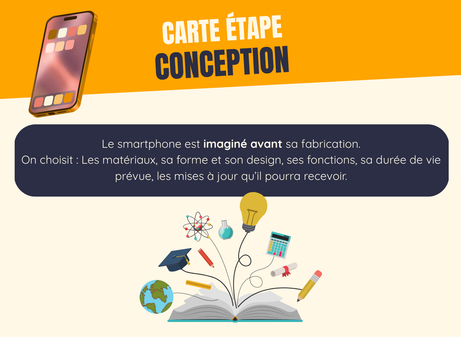 CARTE ÉTAPE
CONCEPTION
Le smartphone est imaginé avant sa fabrication.
On choisit : Les matériaux, sa forme et son design, ses fonctions, sa durée de vie
prévue, les mises à jour qu'il pourra recevoir.